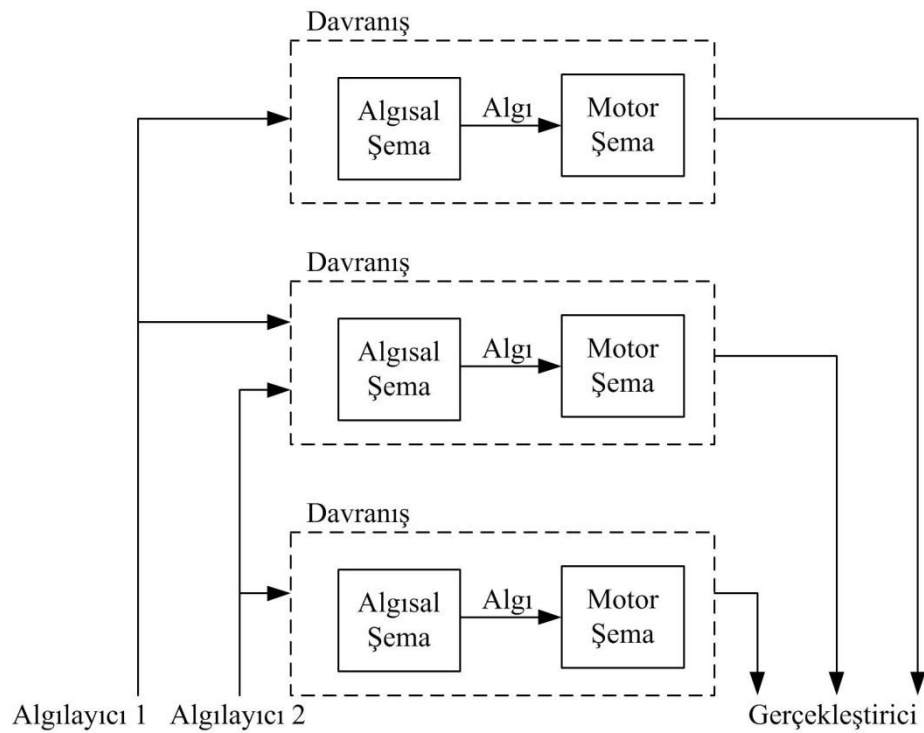 Davranış
Algısal
Şema
Algı
Motor
Şema
Davranış
Algısal
Şema
Algı
Motor
Şema
Davranış
Algısal
Şema
Algı
Motor
Şema
Algılayıcı 1 Algılayıcı 2 Gerçekleştirici